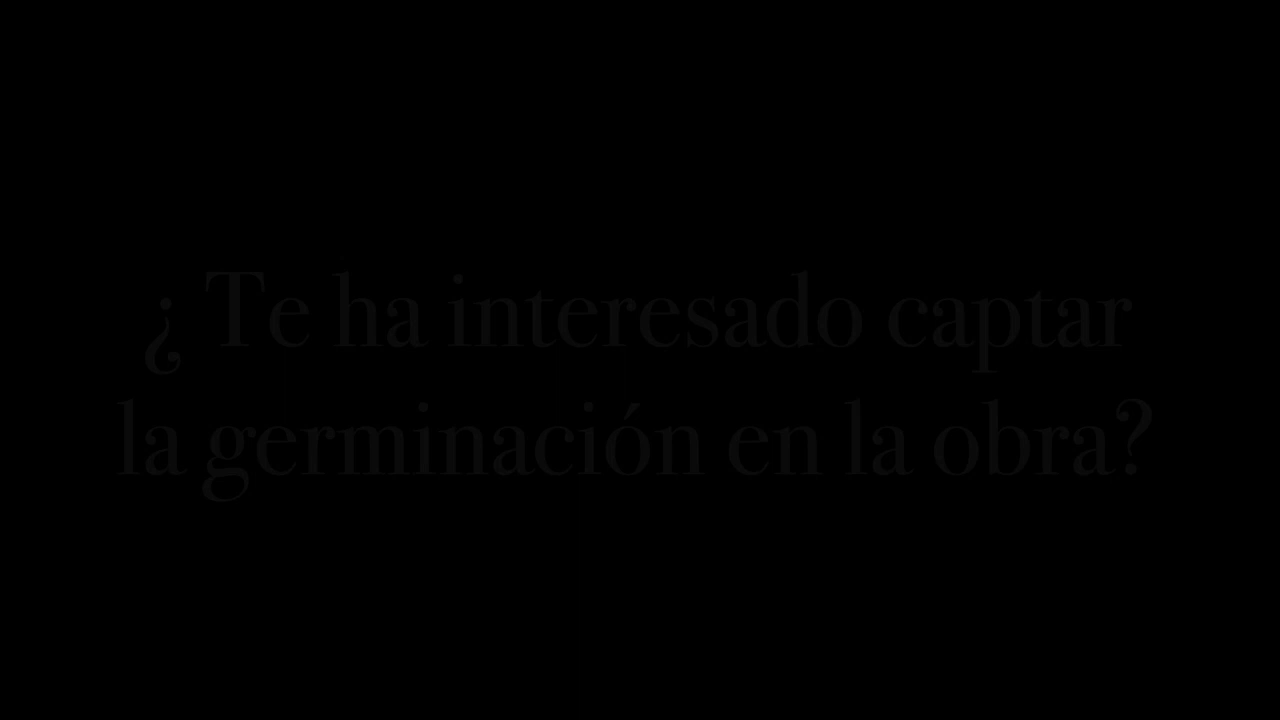 ¿ Te ha interesado captar
la germinación en la obra?